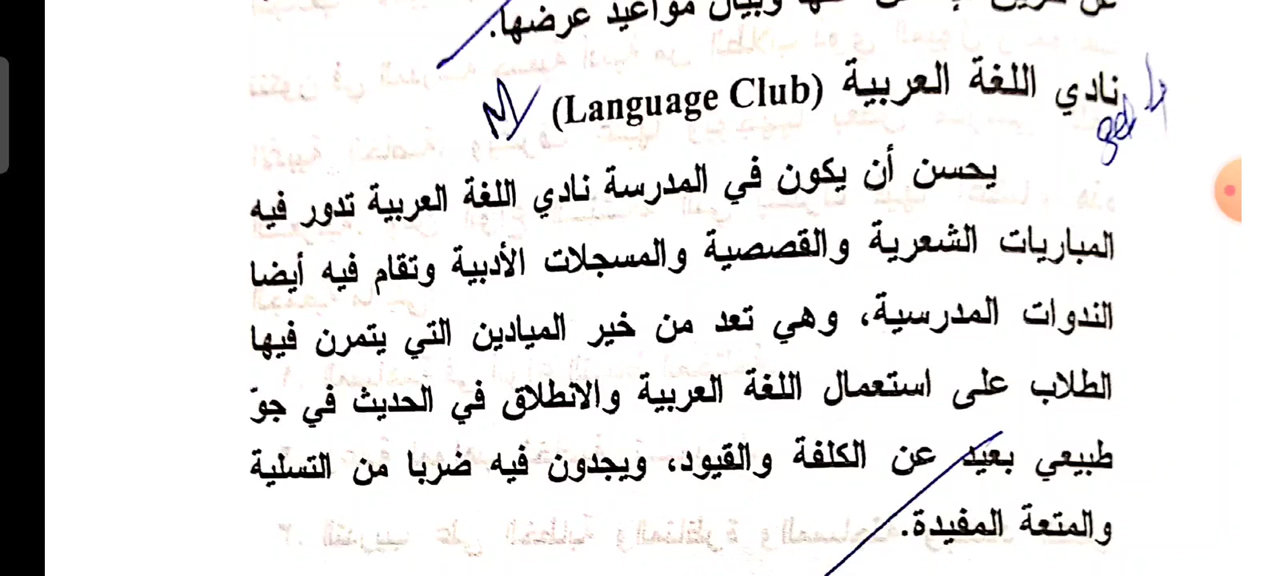 وبيان مواعيد عرضها.
نادي اللغة العربية (Language Club)
يحسن أن يكون في المدرسة نادي اللغة العربية تدور فيه
المباريات الشعرية والقصصية والمسجلات الأدبية وتقام فيه أيضا
الندوات المدرسية، وهي تعد من خير الميادين التي يتمرن فيها
الطلاب على استعمال اللغة العربية والانطلاق في الحديث في جوّ
طبيعي بعيد عن الكلفة والقيود، ويجدون فيه ضربا من التسلية
والمتعة المفيدة.